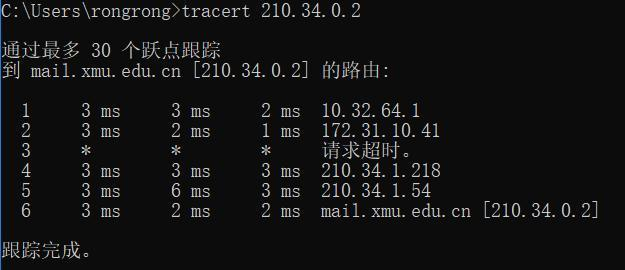 C:\Users\rongrong>tracert 210.34.0.2
通过最多 30 个跃点跟踪
到 mail.xmu.edu.cn [210.34.0.2] 的路由:
1 3 ms 3 ms 2 ms 10.32.64.1
2 3 ms 2 ms 1 ms 172.31.10.41
3 * * * 请求超时。
4 3 ms 3 ms 3 ms 210.34.1.218
5 3 ms 6 ms 3 ms 210.34.1.54
6 3 ms 2 ms 2 ms mail.xmu.edu.cn [210.34.0.2]
跟踪完成。